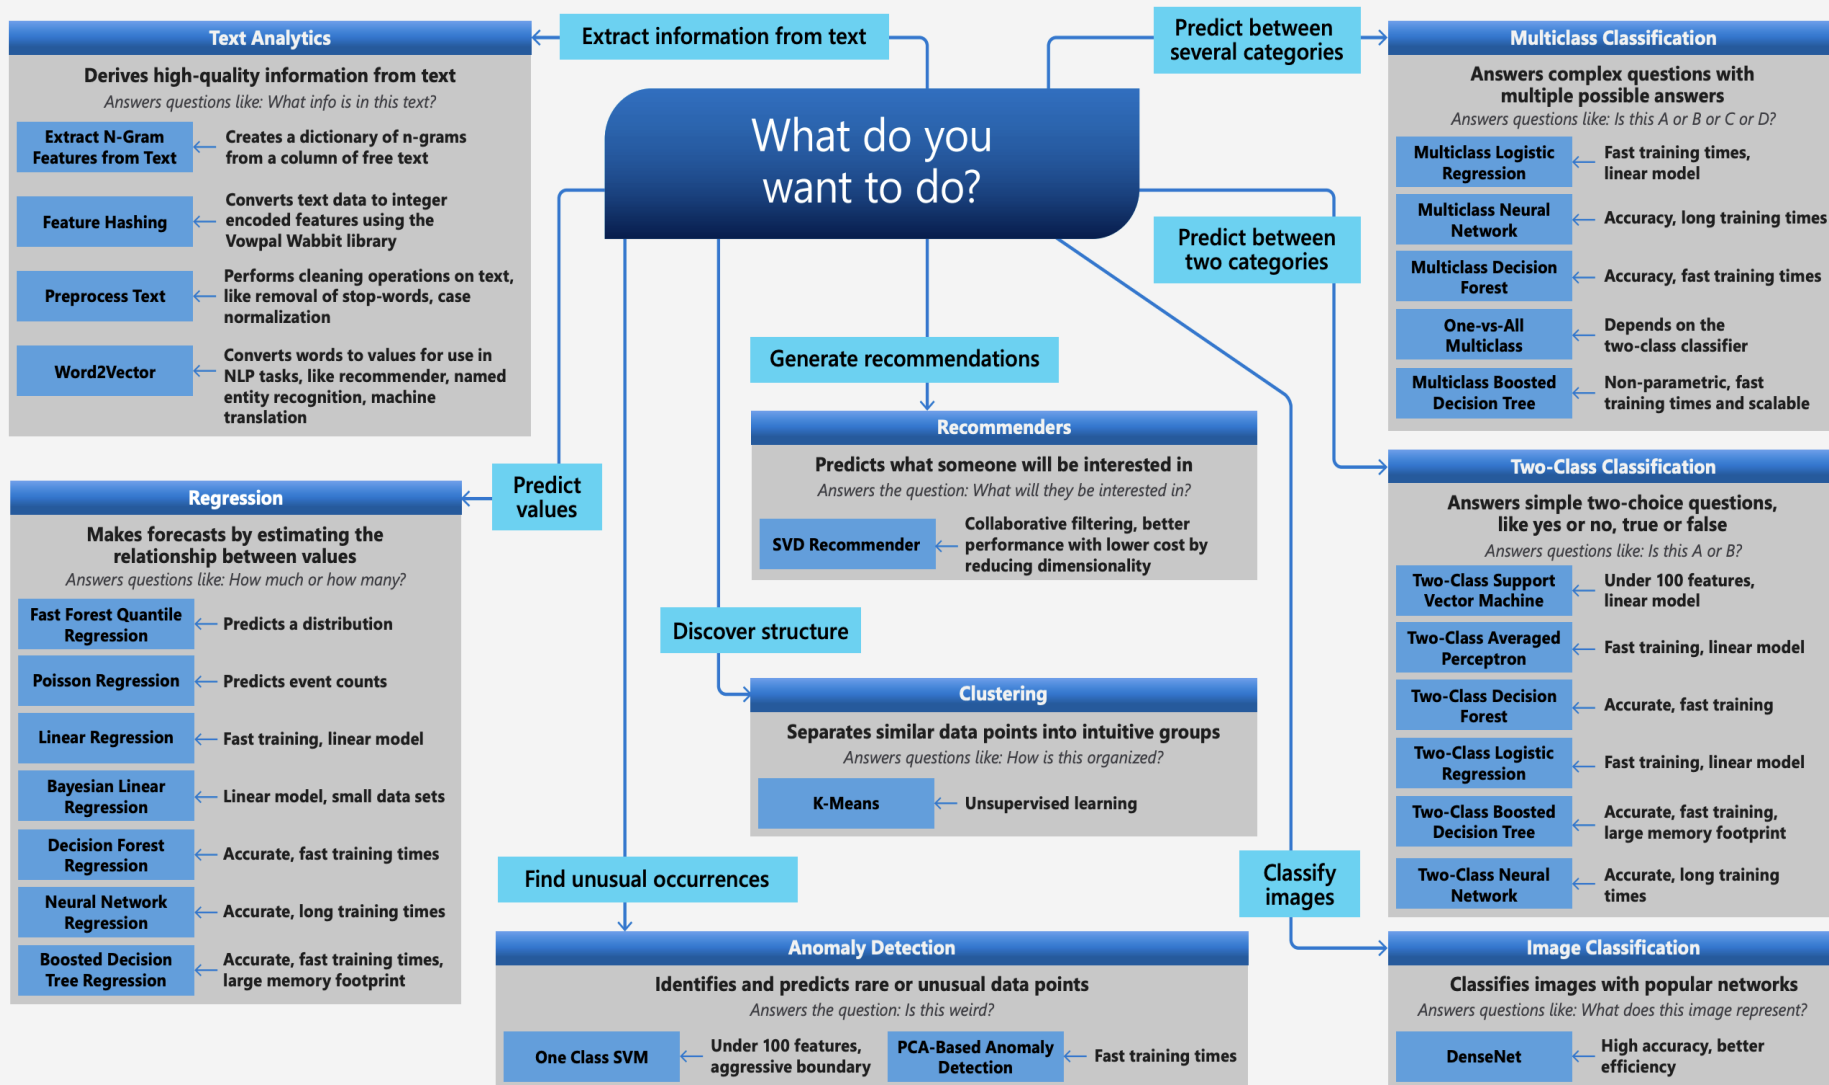 What do you
want to do?
Extract information from text
Text Analytics
Derives high-quality information from text
Answers questions like: What info is in this text?
Extract N-Gram
Features from Text
Creates a dictionary of n-grams
from a column of free text
Feature Hashing
Converts text data to integer
encoded features using the
Vowpal Wabbit library
Preprocess Text
Performs cleaning operations on text,
like removal of stop-words, case
normalization
Word2Vector
Converts words to values for use in
NLP tasks, like recommender, named
entity recognition, machine
translation
Predict
values
Regression
Makes forecasts by estimating the
relationship between values
Answers questions like: How much or how many?
Fast Forest Quantile
Regression
Predicts a distribution
Poisson Regression
Predicts event counts
Linear Regression
Fast training, linear model
Bayesian Linear
Regression
Linear model, small data sets
Decision Forest
Regression
Accurate, fast training times
Neural Network
Regression
Accurate, long training times
Boosted Decision
Tree Regression
Accurate, fast training times,
large memory footprint
Generate recommendations
Recommenders
Predicts what someone will be interested in
Answers the question: What will they be interested in?
SVD Recommender
Collaborative filtering, better
performance with lower cost by
reducing dimensionality
Discover structure
Clustering
Separates similar data points into intuitive groups
Answers questions like: How is this organized?
K-Means
Unsupervised learning
Find unusual occurrences
Anomaly Detection
Identifies and predicts rare or unusual data points
Answers the question: Is this weird?
One Class SVM
Under 100 features,
aggressive boundary
PCA-Based Anomaly
Detection
Fast training times
Predict between
several categories
Multiclass Classification
Answers complex questions with
multiple possible answers
Answers questions like: Is this A or B or C or D?
Multiclass Logistic
Regression
Fast training times,
linear model
Multiclass Neural
Network
Accuracy, long training times
Multiclass Decision
Forest
Accuracy, fast training times
One-vs-All
Multiclass
Depends on the
two-class classifier
Multiclass Boosted
Decision Tree
Non-parametric, fast
training times and scalable
Predict between
two categories
Two-Class Classification
Answers simple two-choice questions,
like yes or no, true or false
Answers questions like: Is this A or B?
Two-Class Support
Vector Machine
Under 100 features,
linear model
Two-Class Averaged
Perceptron
Fast training, linear model
Two-Class Decision
Forest
Accurate, fast training
Two-Class Logistic
Regression
Fast training, linear model
Two-Class Boosted
Decision Tree
Accurate, fast training,
large memory footprint
Two-Class Neural
Network
Accurate, long training
times
Classify
images
Image Classification
Classifies images with popular networks
Answers questions like: What does this image represent?
DenseNet
High accuracy, better
efficiency